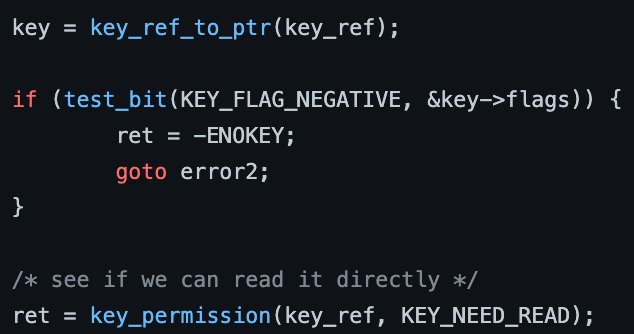 key = key_ref_to_ptr(key_ref);
if (test_bit(KEY_FLAG_NEGATIVE, &key->flags)) {
ret = -ENOKEY;
goto error2;
}
/* see if we can read it directly */
ret = key_permission(key_ref, KEY_NEED_READ);